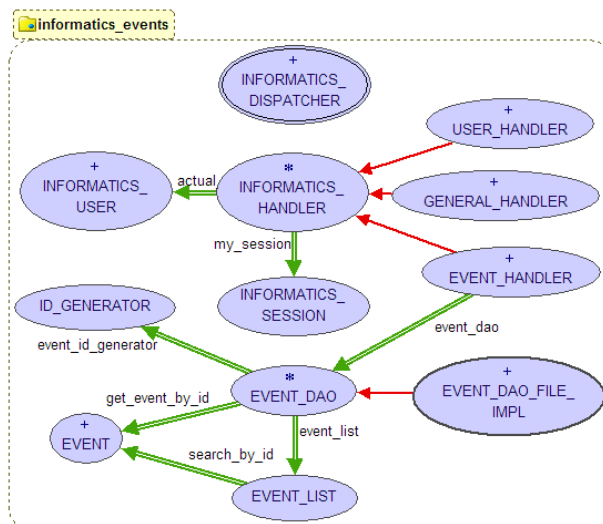 informatics_events
+
INFORMATICS_
DISPATCHER
+
USER_HANDLER
+
INFORMATICS_
USER
actual
*
INFORMATICS_
HANDLER
+
GENERAL_HANDLER
my_session
+
EVENT_HANDLER
ID_GENERATOR
INFORMATICS_
SESSION
event_dao
event_id_generator
*
EVENT_DAO
+
EVENT_DAO_FILE_
IMPL
get_event_by_id
+
EVENT
event_list
search_by_id
EVENT_LIST